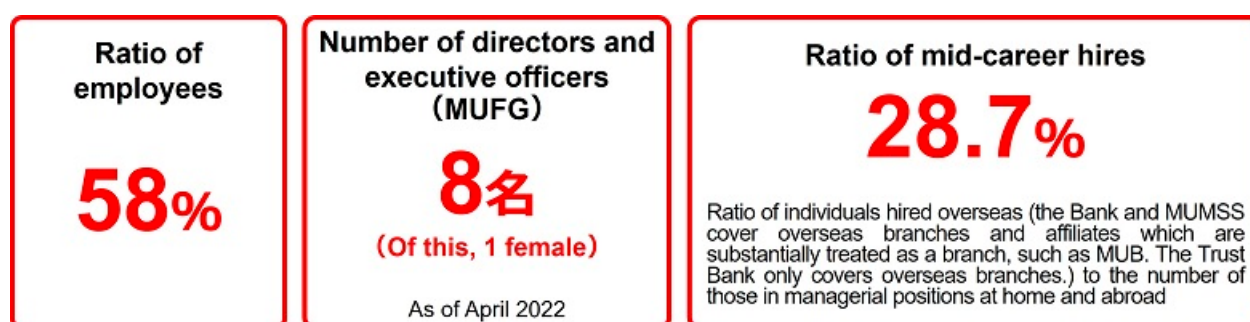 Ratio of
employees
58%
Number of directors and
executive officers
（MUFG）
8名
（Of this, 1 female）
As of April 2022
Ratio of mid-career hires
28.7%
Ratio of individuals hired overseas (the Bank and MUMSS
cover overseas branches and affiliates which are
substantially treated as a branch, such as MUB. The Trust
Bank only covers overseas branches.) to the number of
those in managerial positions at home and abroad